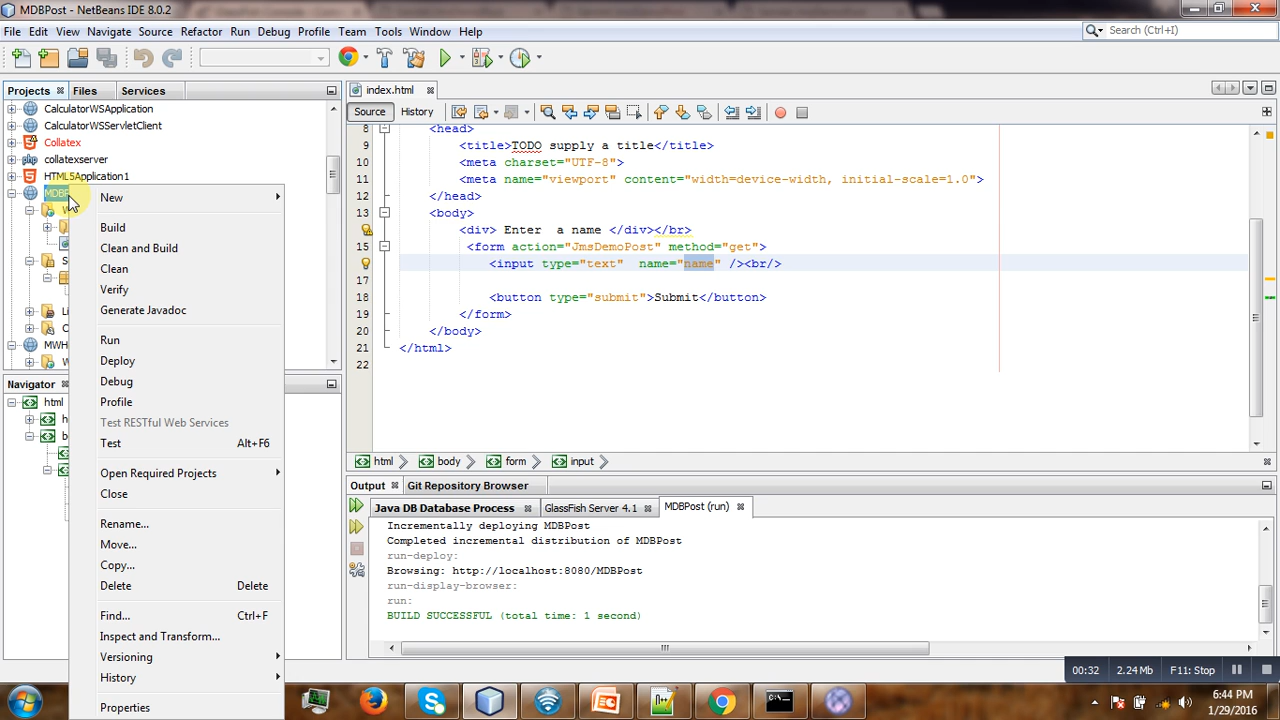 MDBPost - NetBeans IDE 8.0.2
File Edit View Navigate Source Refactor Run Debug Profile Team Tools Window Help
Search (Ctrl+I)
Projects Files Services
CalculatorWSApplication
CalculatorWSServletClient
Collatex
collatexserver
HTML5Application1
New
Build
Clean and Build
Clean
Verify
Generate Javadoc
Run
Deploy
Debug
Profile
Test RESTful Web Services
Test Alt+F6
Open Required Projects
Close
Rename...
Move...
Copy...
Delete Delete
Find... Ctrl+F
Inspect and Transform...
Versioning
History
Properties
Navigator
html
index.html
Source History
8 <head>
9 <title>TODO supply a title</title>
10 <meta charset="UTF-8">
11 <meta name="viewport" content="width=device-width, initial-scale=1.0">
12 </head>
13 <body>
<div> Enter  a name </div></br>
15 <form action="JmsDemoPost" method="get">
<input type="text"  name="name" /><br/>
17
18 <button type="submit">Submit</button>
19 </form>
20 </body>
21 </html>
22
html body form input
Output Git Repository Browser
Java DB Database Process GlassFish Server 4.1 MDBPost (run)
Incrementally deploying MDBPost
Completed incremental distribution of MDBPost
run-deploy:
Browsing: http://localhost:8080/MDBPost
run-display-browser:
run:
BUILD SUCCESSFUL (total time: 1 second)
00:32 2.24 MB F11: Stop
6:44 PM
1/29/2016